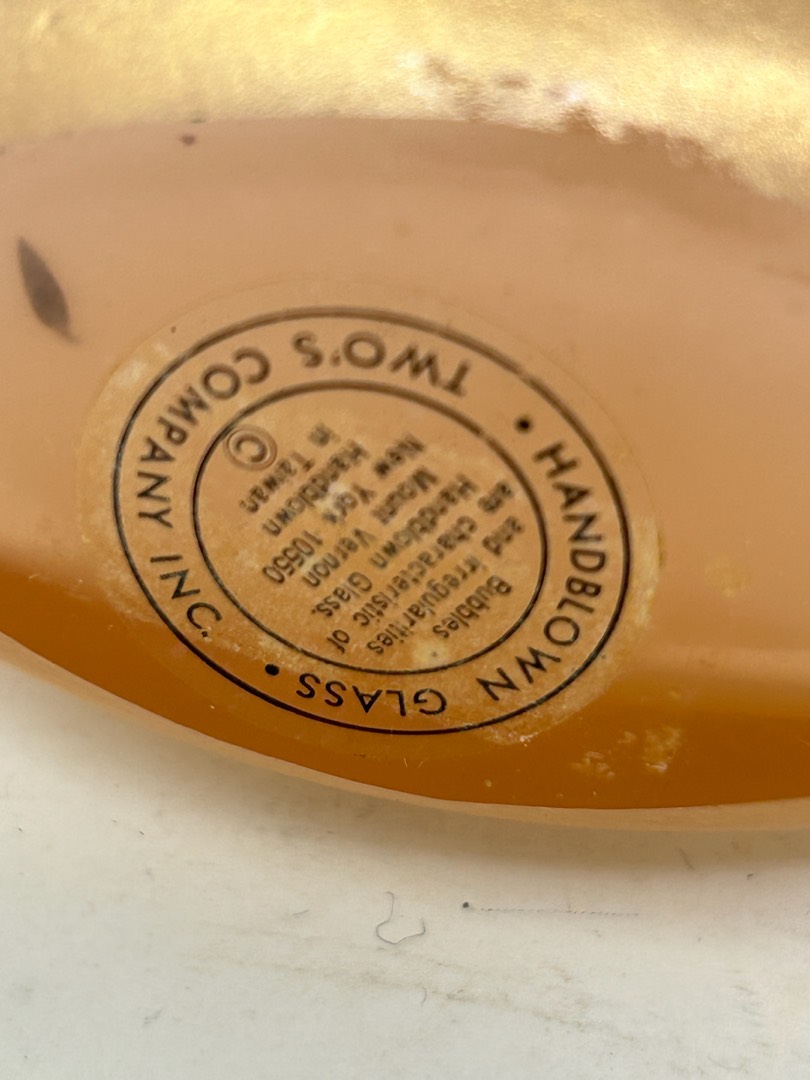 TWO'S COMPANY INC. • HANDBLOWN GLASS •
Bubbles
and irregularities
are characteristic of
Handblown Glass.
Mount Vernon
New York 10550
Handblown
in Taiwan
©